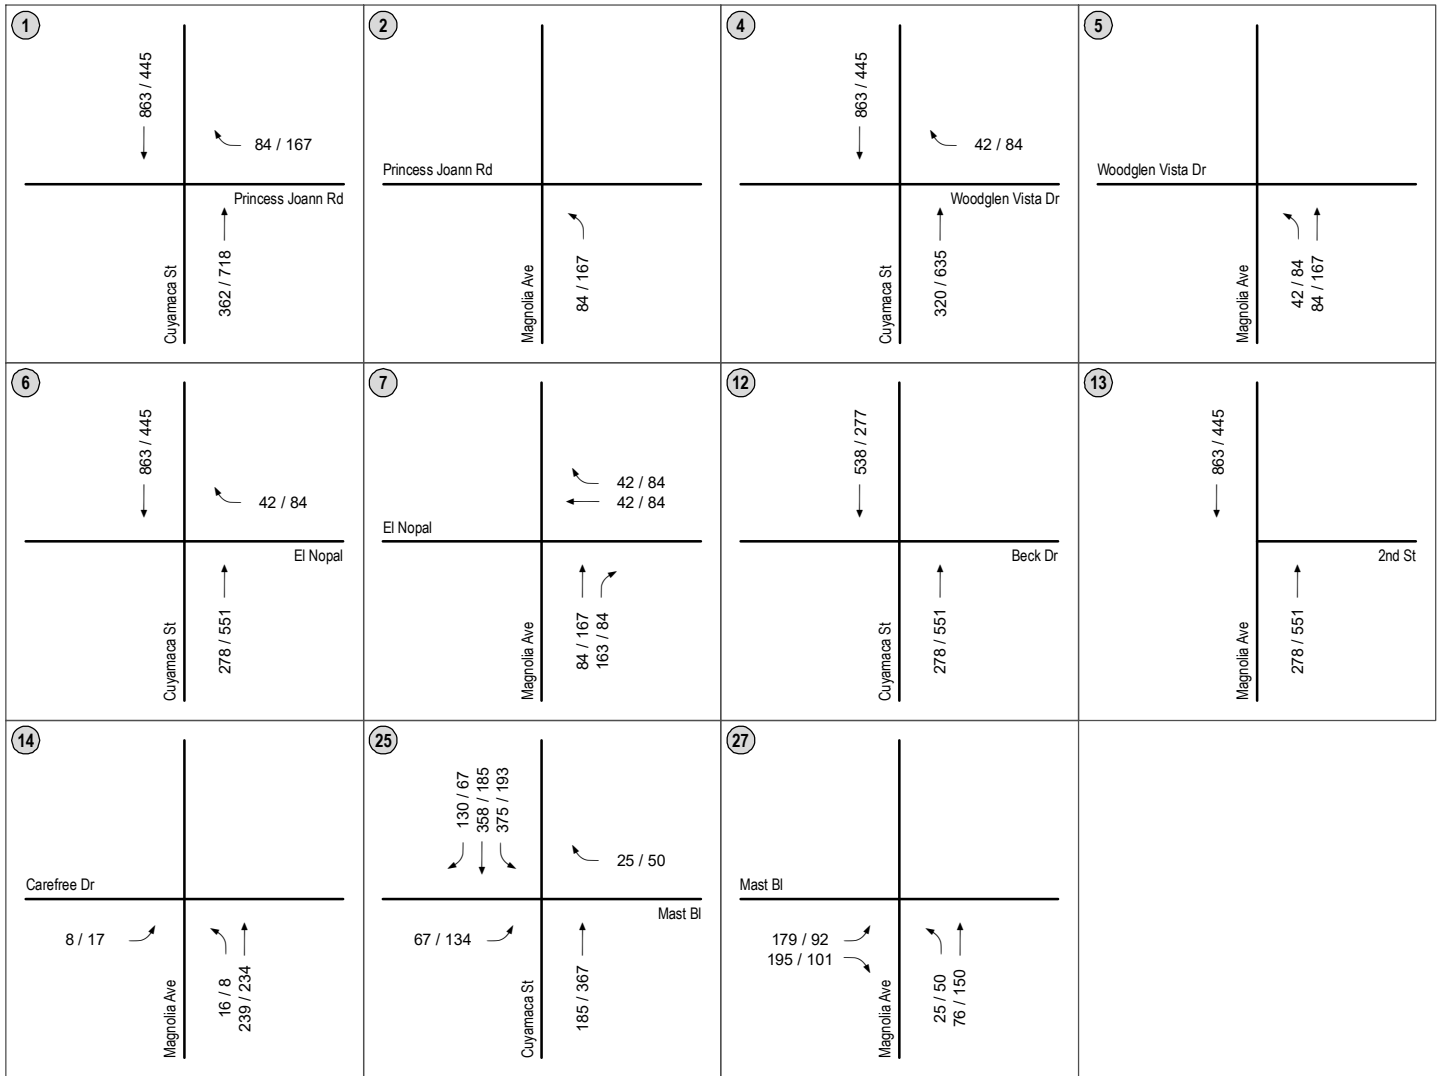 1
863 / 445
84 / 167
Princess Joann Rd
Cuyamaca St
362 / 718
2
Princess Joann Rd
Magnolia Ave
84 / 167
4
863 / 445
42 / 84
Woodglen Vista Dr
Cuyamaca St
320 / 635
5
Woodglen Vista Dr
Magnolia Ave
42 / 84
84 / 167
6
863 / 445
42 / 84
El Nopal
Cuyamaca St
278 / 551
7
42 / 84
42 / 84
El Nopal
Magnolia Ave
84 / 167
163 / 84
12
538 / 277
Beck Dr
Cuyamaca St
278 / 551
13
863 / 445
2nd St
Magnolia Ave
278 / 551
14
Carefree Dr
8 / 17
Magnolia Ave
16 / 8
239 / 234
25
130 / 67
358 / 185
375 / 193
25 / 50
Mast Bl
67 / 134
Cuyamaca St
185 / 367
27
Mast Bl
179 / 92
195 / 101
Magnolia Ave
25 / 50
76 / 150